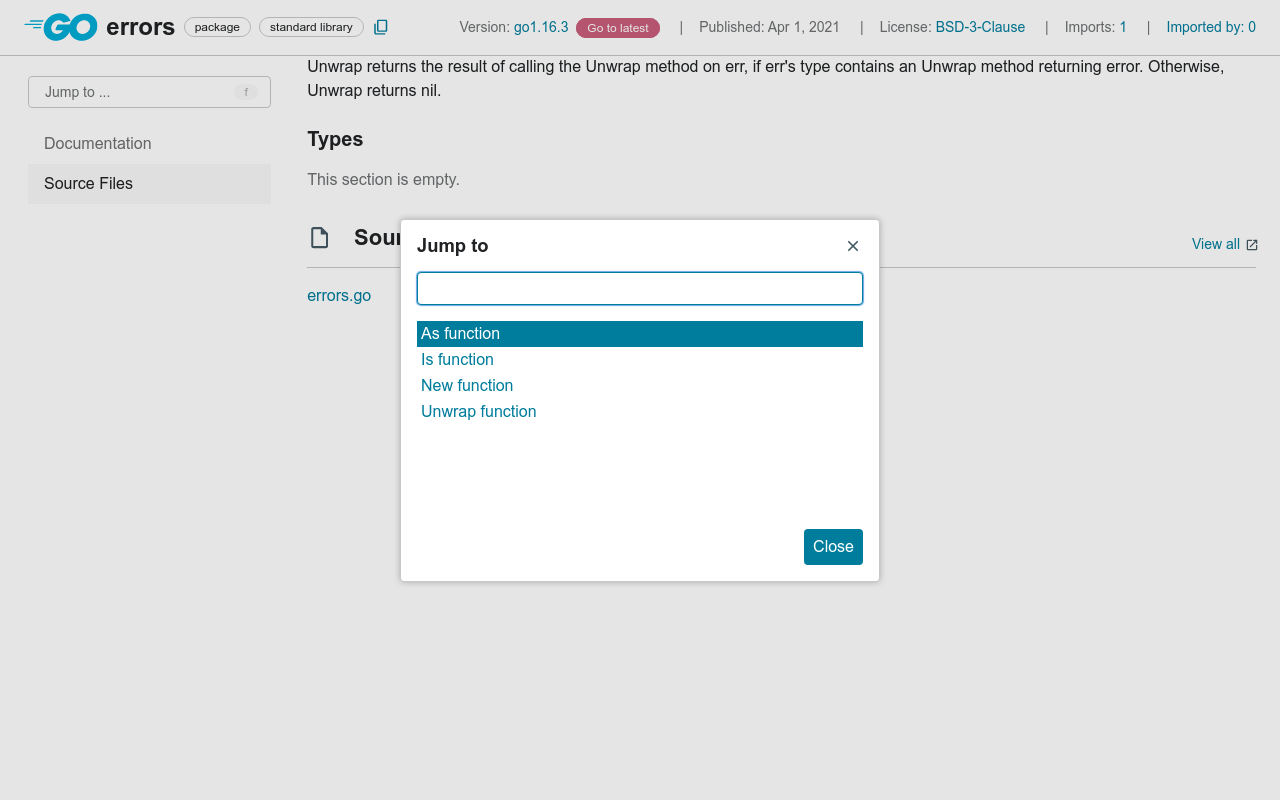 GO errors package standard library Version: go1.16.3 Go to latest | Published: Apr 1, 2021 | License: BSD-3-Clause | Imports: 1 | Imported by: 0
Jump to ... f
Documentation
Source Files
Unwrap returns the result of calling the Unwrap method on err, if err's type contains an Unwrap method returning error. Otherwise,
Unwrap returns nil.
Types
This section is empty.
Sour
View all
errors.go
Jump to
As function
Is function
New function
Unwrap function
Close